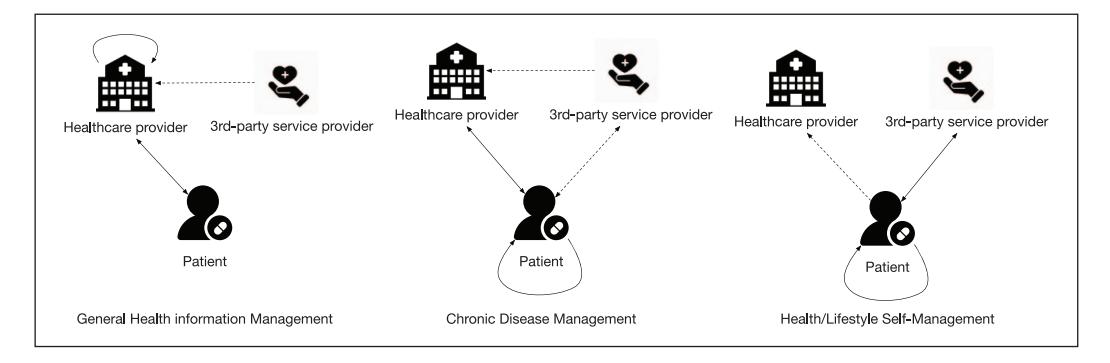 Healthcare provider
3rd-party service provider
Patient
General Health information Management
Healthcare provider
3rd-party service provider
Patient
Chronic Disease Management
Healthcare provider
3rd-party service provider
Patient
Health/Lifestyle Self-Management